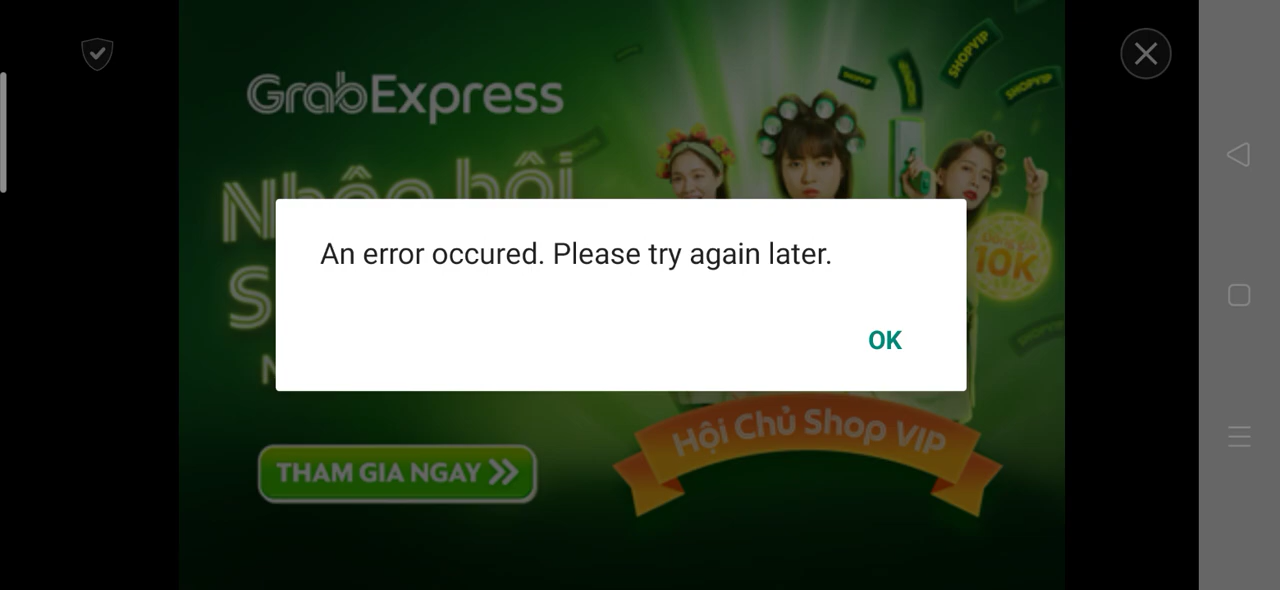 GrabExpress
SHOPVIP
SHOPVIP
SHOPVIP
An error occured. Please try again later.
10K
OK
Hội Chủ Shop VIP
THAM GIA NGAY